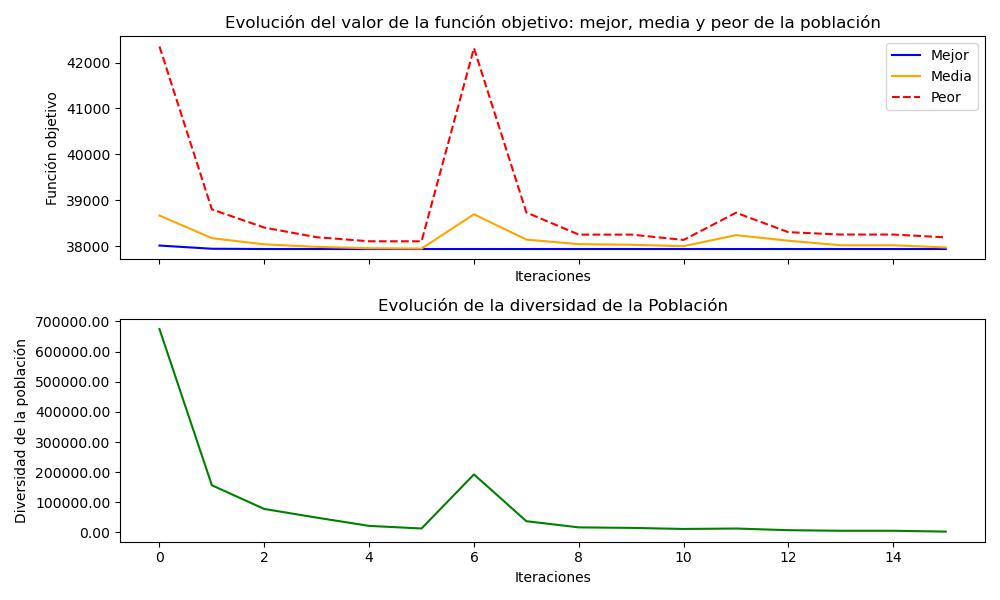 Evolución del valor de la función objetivo: mejor, media y peor de la población
Función objetivo
42000
41000
40000
39000
38000
Mejor
Media
Peor
Iteraciones
Evolución de la diversidad de la Población
Diversidad de la población
700000.00
600000.00
500000.00
400000.00
300000.00
200000.00
100000.00
0.00
0 2 4 6 8 10 12 14
Iteraciones